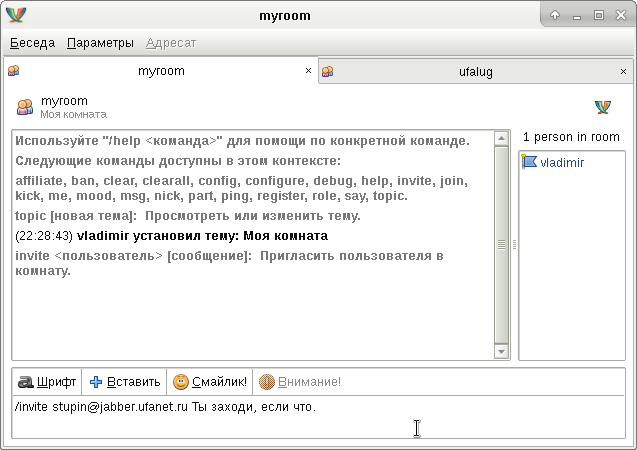 myroom
Беседа Параметры Адресат
myroom × ufalug ×
myroom
Моя комната
1 person in room
Используйте "/help <команда>" для помощи по конкретной команде.
Следующие команды доступны в этом контексте:
affiliate, ban, clear, clearall, config, configure, debug, help, invite, join,
kick, me, mood, msg, nick, part, ping, register, role, say, topic.
topic [новая тема]:  Просмотреть или изменить тему.
(22:28:43) vladimir установил тему: Моя комната
invite <пользователь> [сообщение]:  Пригласить пользователя в
комнату.
vladimir
Шрифт Вставить Смайлик! Внимание!
/invite stupin@jabber.ufanet.ru Ты заходи, если что.